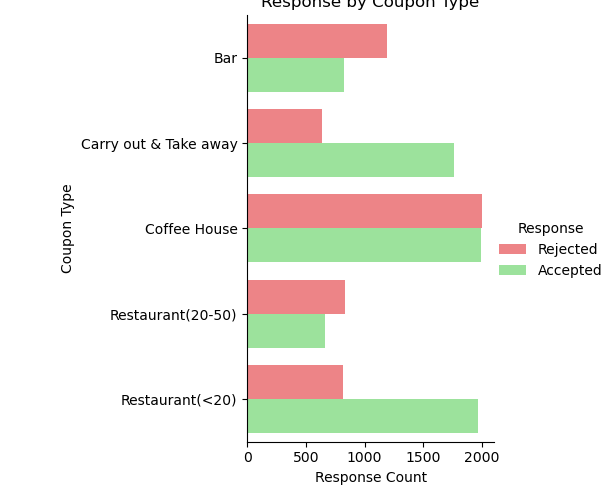 Response by Coupon Type
Bar
Carry out & Take away
Coffee House
Restaurant(20-50)
Restaurant(<20)
Coupon Type
0 500 1000 1500 2000
Response Count
Response
Rejected
Accepted